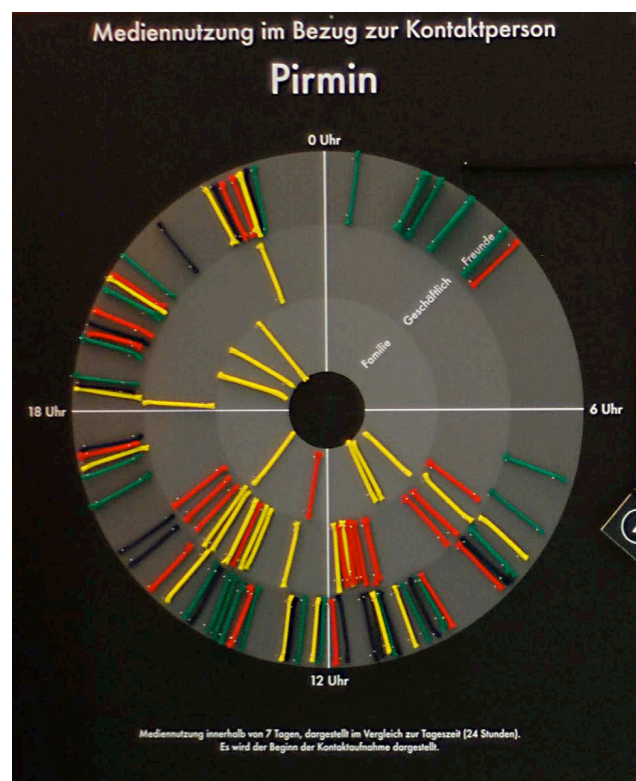 Mediennutzung im Bezug zur Kontaktperson
Pirmin
0 Uhr
Freunde
Geschäftlich
Familie
18 Uhr
6 Uhr
12 Uhr
Mediennutzung innerhalb von 7 Tagen, dargestellt im Vergleich zur Tageszeit (24 Stunden).
Es wird der Beginn der Kontaktaufnahme dargestellt.